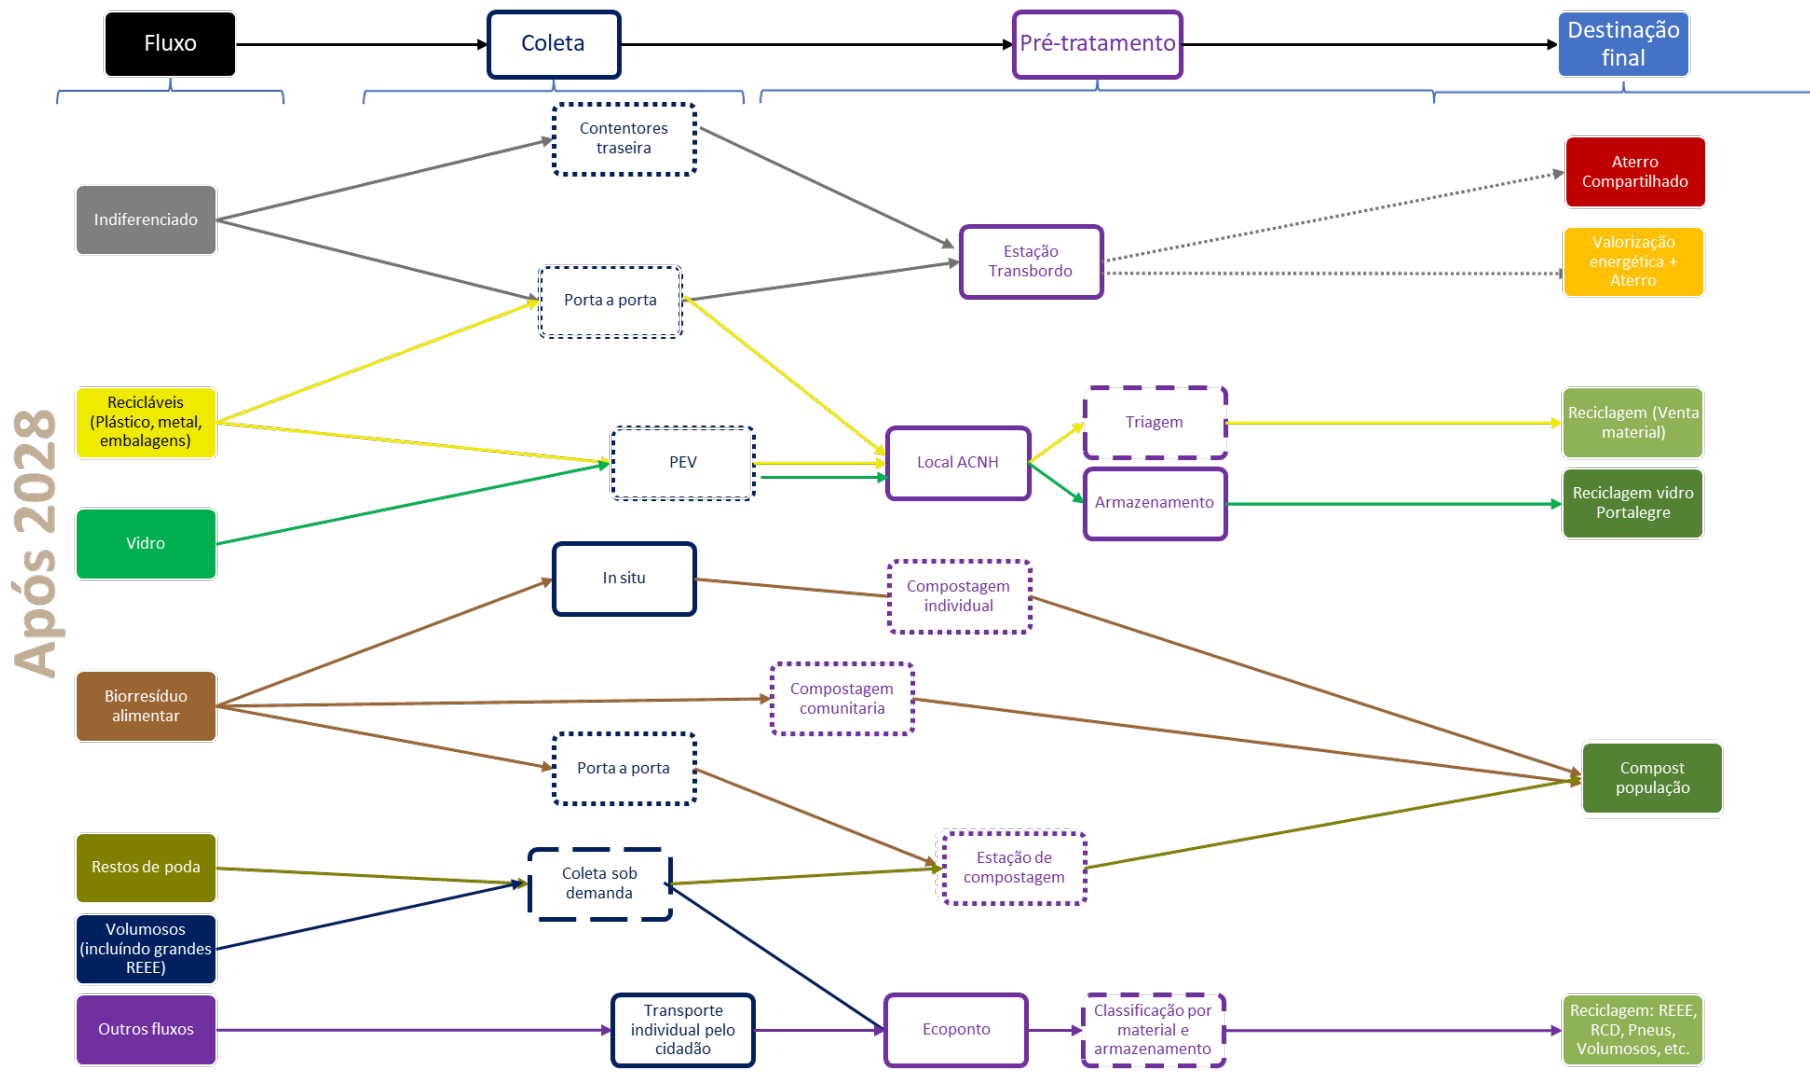 Fluxo
Coleta
Pré-tratamento
Destinação
final
Após 2028
Contentores
traseira
Aterro
Compartilhado
Indiferenciado
Estação
Transbordo
Valorização
energética +
Aterro
Porta a porta
Recicláveis
(Plástico, metal,
embalagens)
PEV
Local ACNH
Triagem
Reciclagem (Venta
material)
Armazenamento
Reciclagem vidro
Portalegre
Vidro
In situ
Compostagem
individual
Biorresíduo
alimentar
Compostagem
comunitaria
Porta a porta
Compost
população
Restos de poda
Coleta sob
demanda
Estação de
compostagem
Volumosos
(incluíndo grandes
REEE)
Outros fluxos
Transporte
individual pelo
cidadão
Ecoponto
Classificação por
material e
armazenamento
Reciclagem: REEE,
RCD, Pneus,
Volumosos, etc.